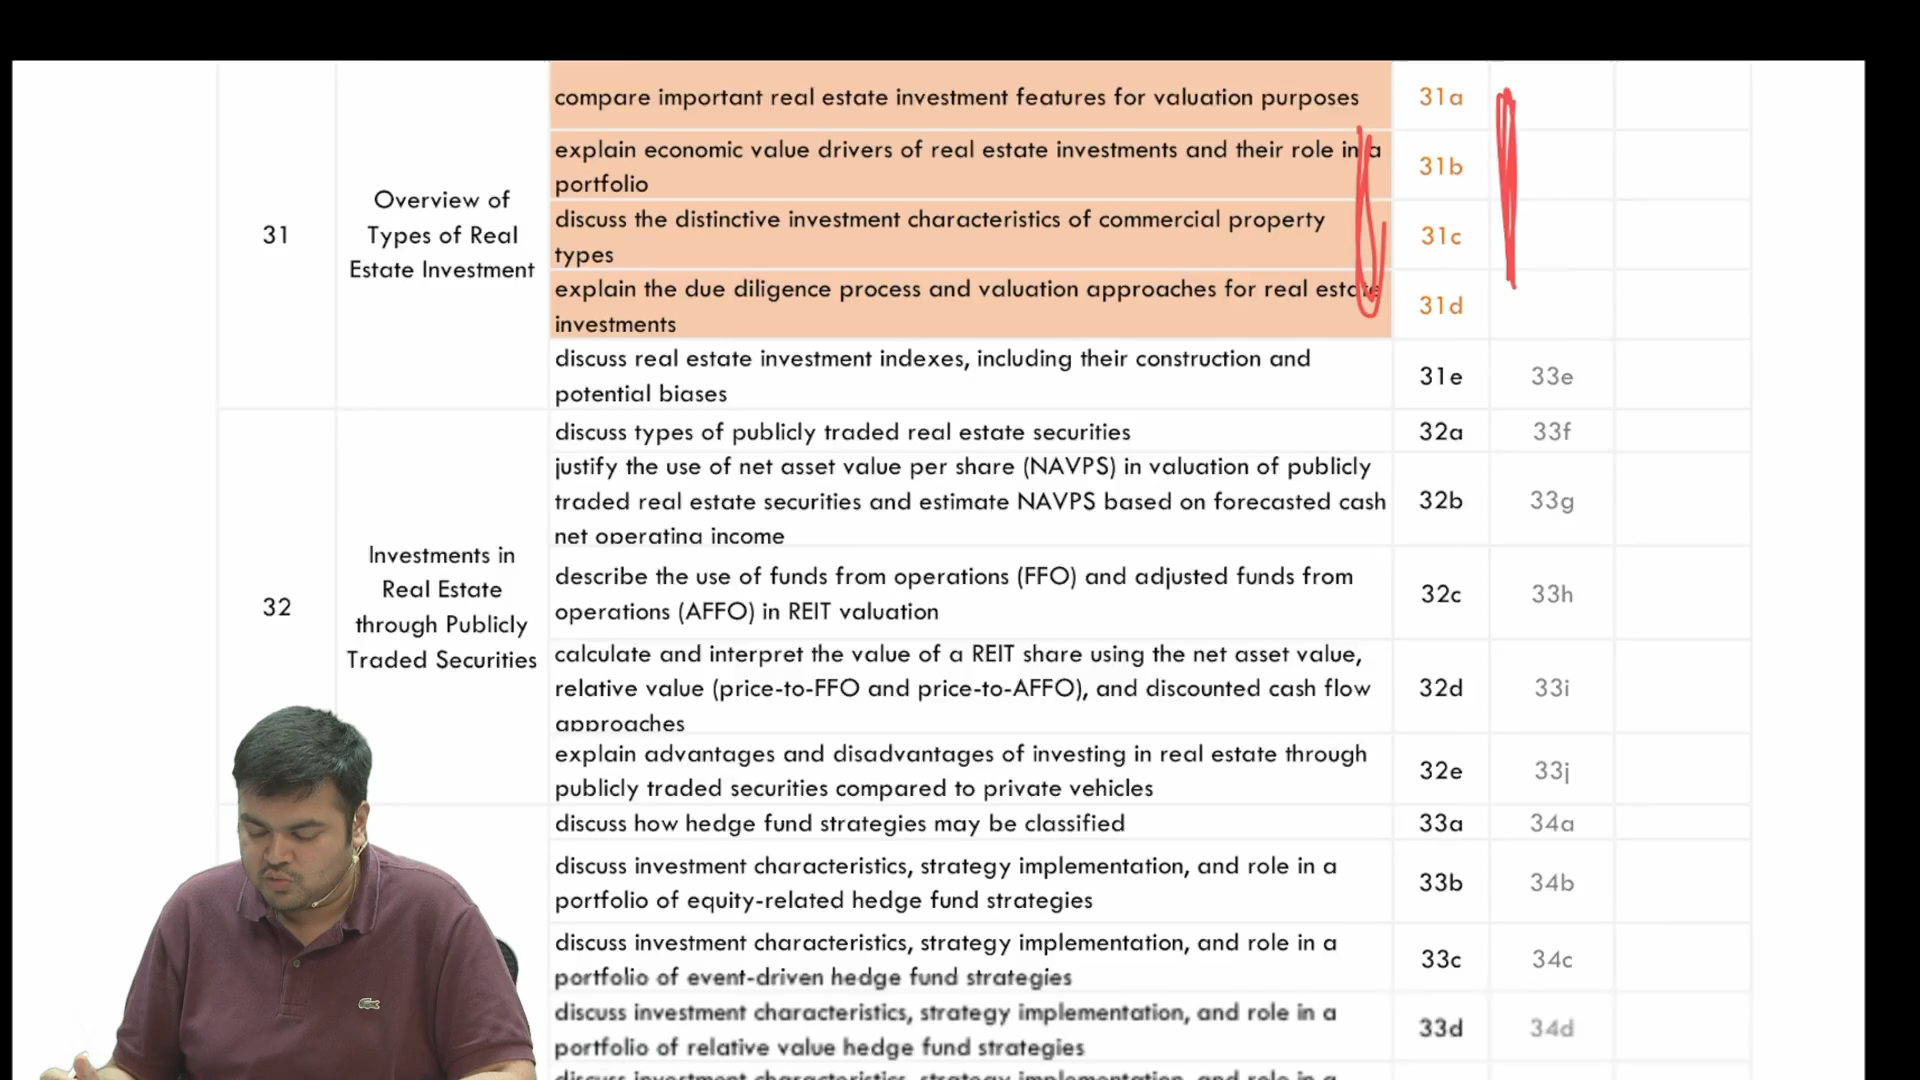 compare important real estate investment features for valuation purposes
31a
explain economic value drivers of real estate investments and their role in a
portfolio
31b
discuss the distinctive investment characteristics of commercial property
types
31c
explain the due diligence process and valuation approaches for real estate
investments
31d
31
Overview of
Types of Real
Estate Investment
discuss real estate investment indexes, including their construction and
potential biases
31e
33e
32
Investments in
Real Estate
through Publicly
Traded Securities
discuss types of publicly traded real estate securities
32a
33f
justify the use of net asset value per share (NAVPS) in valuation of publicly
traded real estate securities and estimate NAVPS based on forecasted cash
net operating income
32b
33g
describe the use of funds from operations (FFO) and adjusted funds from
operations (AFFO) in REIT valuation
32c
33h
calculate and interpret the value of a REIT share using the net asset value,
relative value (price-to-FFO and price-to-AFFO), and discounted cash flow
approaches
32d
33i
explain advantages and disadvantages of investing in real estate through
publicly traded securities compared to private vehicles
32e
33j
discuss how hedge fund strategies may be classified
33a
34a
discuss investment characteristics, strategy implementation, and role in a
portfolio of equity-related hedge fund strategies
33b
34b
discuss investment characteristics, strategy implementation, and role in a
portfolio of event-driven hedge fund strategies
33c
34c
discuss investment characteristics, strategy implementation, and role in a
portfolio of relative value hedge fund strategies
33d
34d
discuss investment characteristics, strategy implementation, and role in a